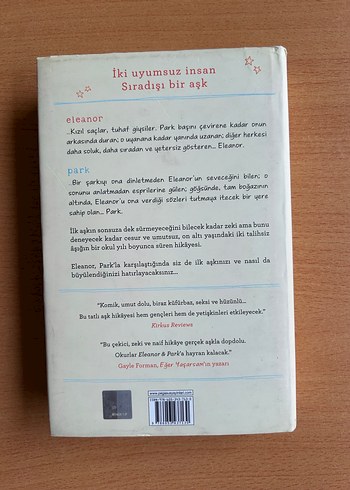 İki uyumsuz insan
Sıradışı bir aşk
eleanor
..Kızıl saçlar, tuhaf giysiler. Park başını çevirene kadar onun
arkasında duran; o uyanana kadar yanında uzanan; diğer herkesi
daha soluk, daha sıradan ve yetersiz gösteren... Eleanor.
park
..Bir şarkıyı ona dinletmeden Eleanor'un seveceğini bilen; o
sonunu anlatmadan esprilerine gülen; göğsünde, tam boğazının
altında, Eleanor'u ona verdiği sözleri tutmaya itecek bir yere
sahip olan... Park.
İlk aşkın sonsuza dek sürmeyeceğini bilecek kadar zeki ama bunu
deneyecek kadar cesur ve umutsuz, on altı yaşındaki iki talihsiz
âşığın bir okul yılı boyunca süren hikâyesi.
Eleanor, Park'la karşılaştığında siz de ilk aşkınızı ve nasıl da
büyülendiğinizi hatırlayacaksınız...
"Komik, umut dolu, biraz küfürbaz, seksi ve hüzünlü...
Bu tatlı aşk hikâyesi hem gençleri hem de yetişkinleri etkileyecek."
Kirkus Reviews
"Bu çekici, zeki ve naif hikâye gerçek aşkla dopdolu.
Okurlar Eleanor & Park'a hayran kalacak."
Gayle Forman, Eğer Yaşarsam'ın yazarı